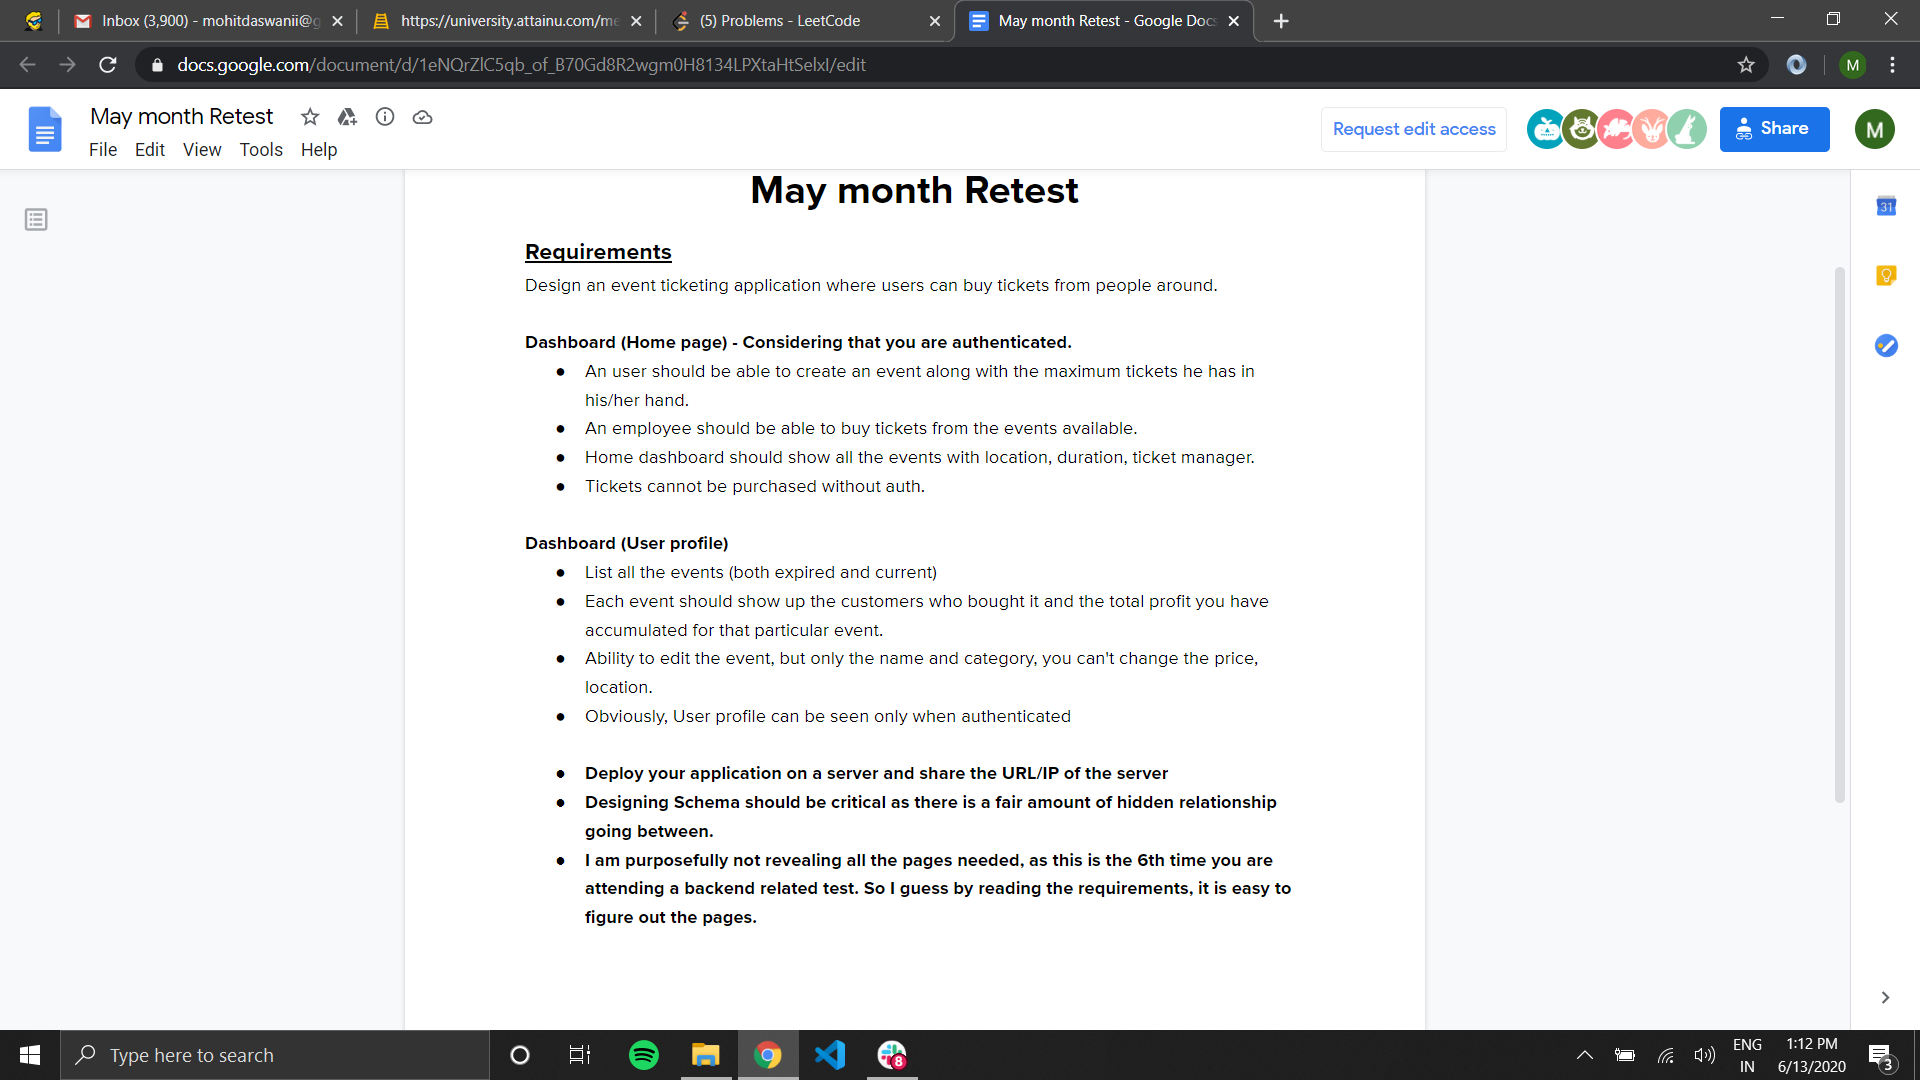 Inbox (3,900) - mohitdaswanii@g
https://university.attainu.com/me
(5) Problems - LeetCode
May month Retest - Google Docs
docs.google.com/document/d/1eNQrZlC5qb_of_B70Gd8R2wgm0H8134LPXtaHtSelxI/edit
M
May month Retest
File Edit View Tools Help
Request edit access
Share
M
31
May month Retest
Requirements
Design an event ticketing application where users can buy tickets from people around.
Dashboard (Home page) - Considering that you are authenticated.
● An user should be able to create an event along with the maximum tickets he has in
his/her hand.
● An employee should be able to buy tickets from the events available.
● Home dashboard should show all the events with location, duration, ticket manager.
● Tickets cannot be purchased without auth.
Dashboard (User profile)
● List all the events (both expired and current)
● Each event should show up the customers who bought it and the total profit you have
accumulated for that particular event.
● Ability to edit the event, but only the name and category, you can't change the price,
location.
● Obviously, User profile can be seen only when authenticated
● Deploy your application on a server and share the URL/IP of the server
● Designing Schema should be critical as there is a fair amount of hidden relationship
going between.
● I am purposefully not revealing all the pages needed, as this is the 6th time you are
attending a backend related test. So I guess by reading the requirements, it is easy to
figure out the pages.
Type here to search
8
ENG
IN
1:12 PM
6/13/2020
3